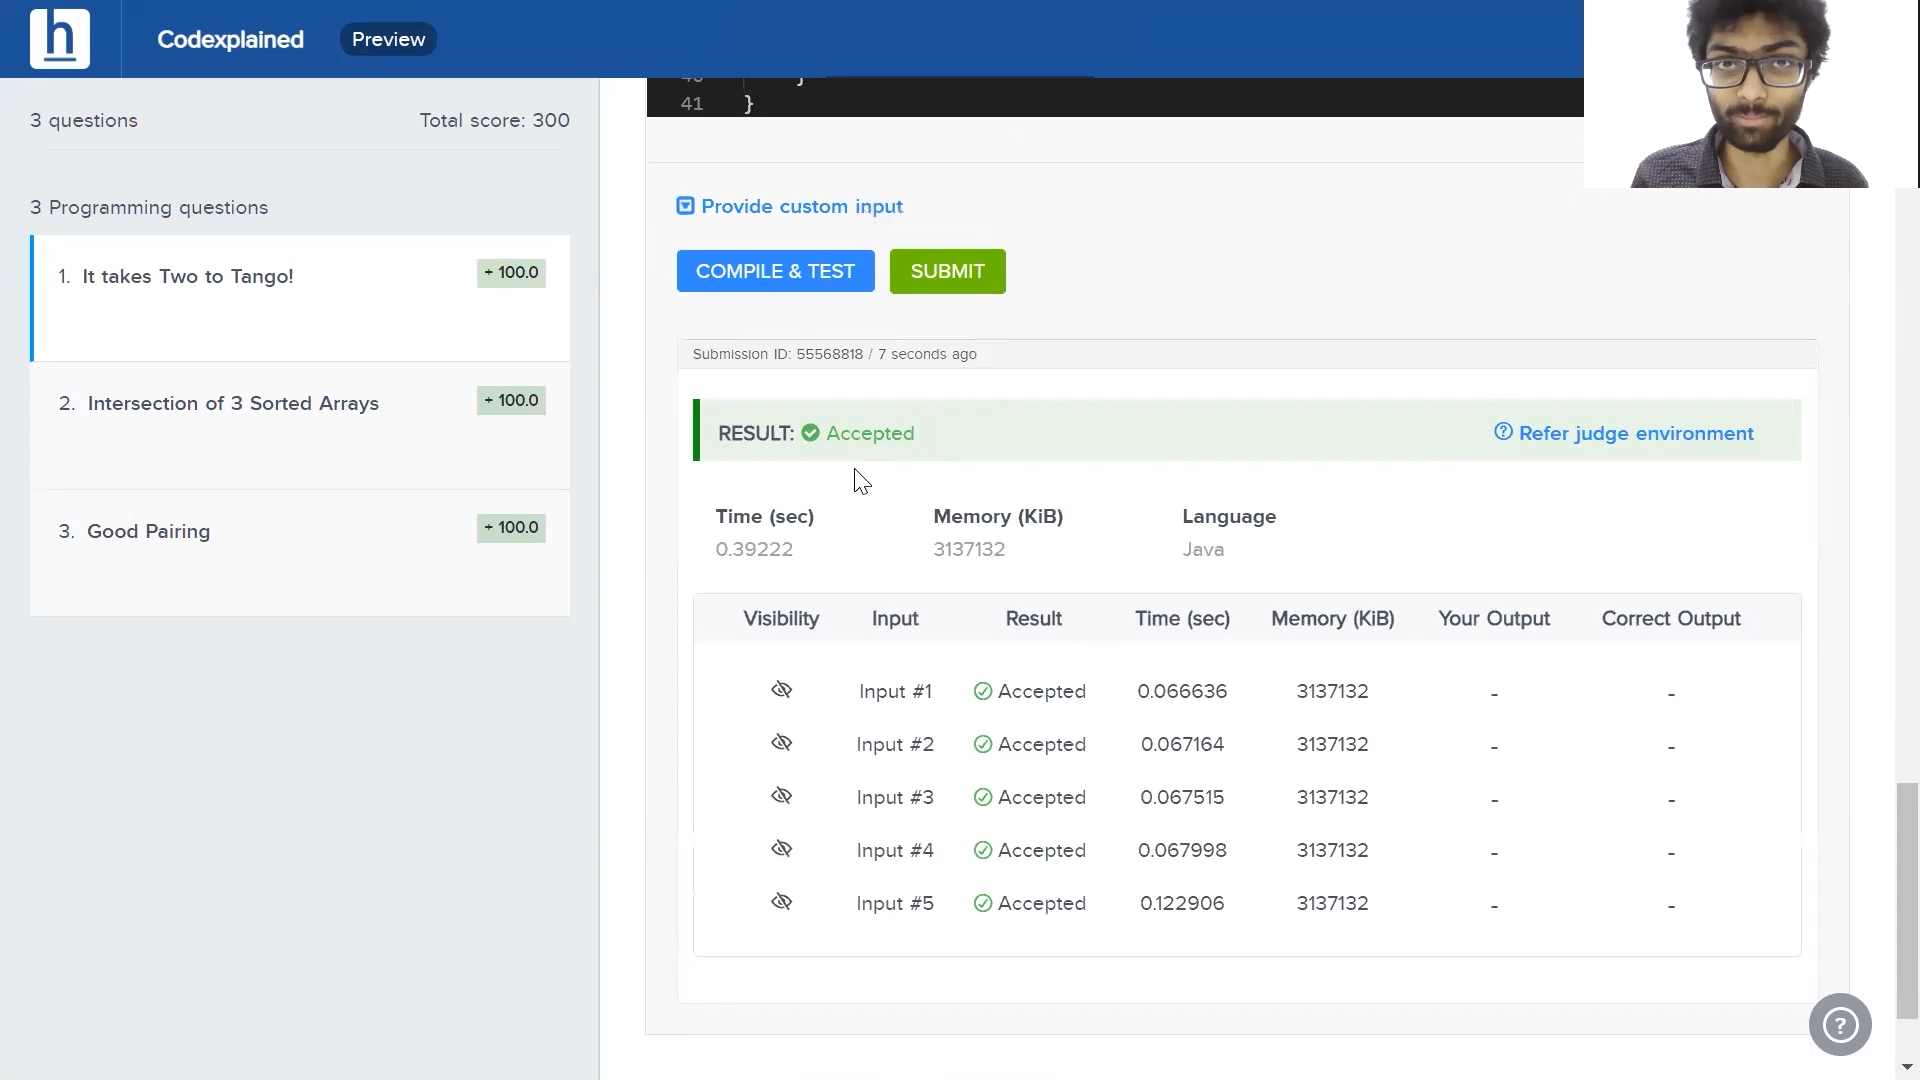 h Codexplained Preview
3 questions Total score: 300
3 Programming questions
1. It takes Two to Tango! + 100.0
2. Intersection of 3 Sorted Arrays + 100.0
3. Good Pairing + 100.0
41 }
Provide custom input
COMPILE & TEST SUBMIT
Submission ID: 55568818 / 7 seconds ago
RESULT: Accepted ? Refer judge environment
Time (sec) Memory (KiB) Language
0.39222 3137132 Java
Visibility Input Result Time (sec) Memory (KiB) Your Output Correct Output
Input #1 Accepted 0.066636 3137132 - -
Input #2 Accepted 0.067164 3137132 - -
Input #3 Accepted 0.067515 3137132 - -
Input #4 Accepted 0.067998 3137132 - -
Input #5 Accepted 0.122906 3137132 - -
?